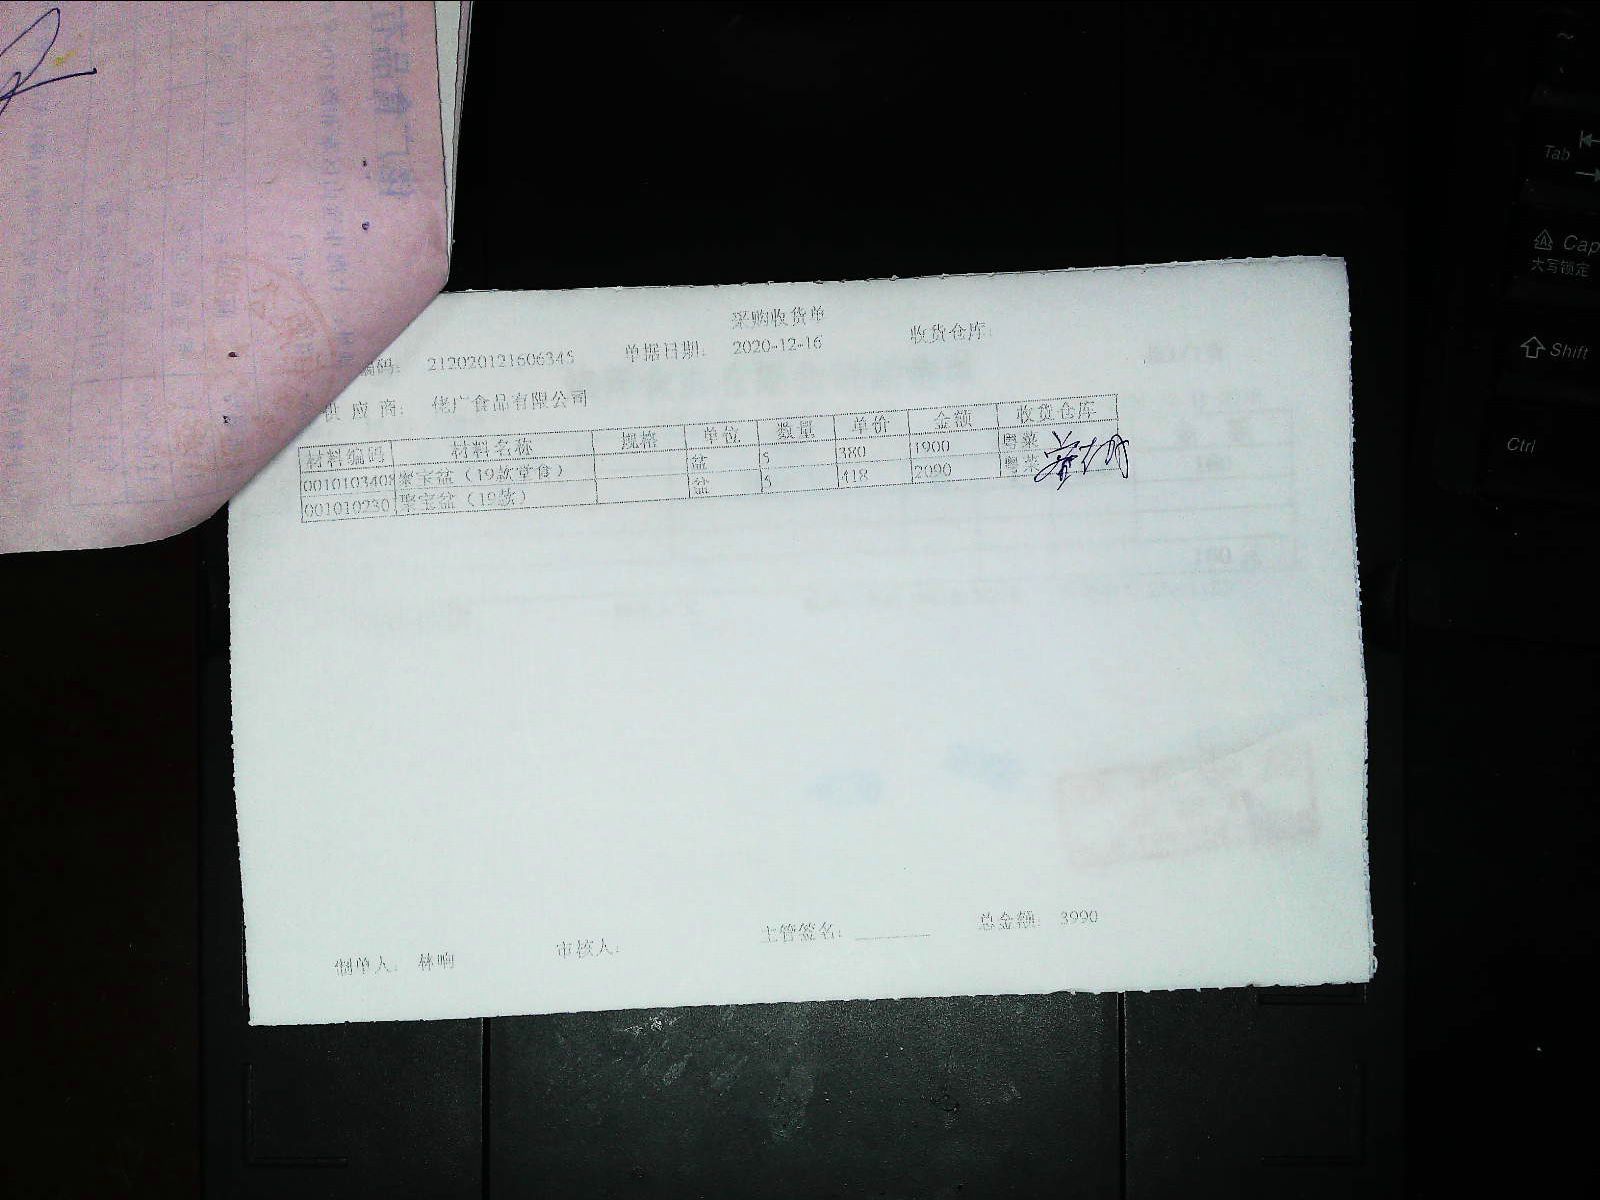 采购收货单
编码: 212020121606345 单据日期: 2020-12-16 收货仓库:
供 应 商: 佬广食品有限公司
材料编码 材料名称 规格 单位 数量 单价 金额 收货仓库
0010103408 聚宝盆(19款堂食) 盆 5 380 1900 粤菜
001010230 聚宝盆(19款) 盆 5 418 2090 粤菜
制单人: 林响 审核人: 主管签名: 总金额: 3990
Tab
Cap
大写锁定
Shift
Ctrl